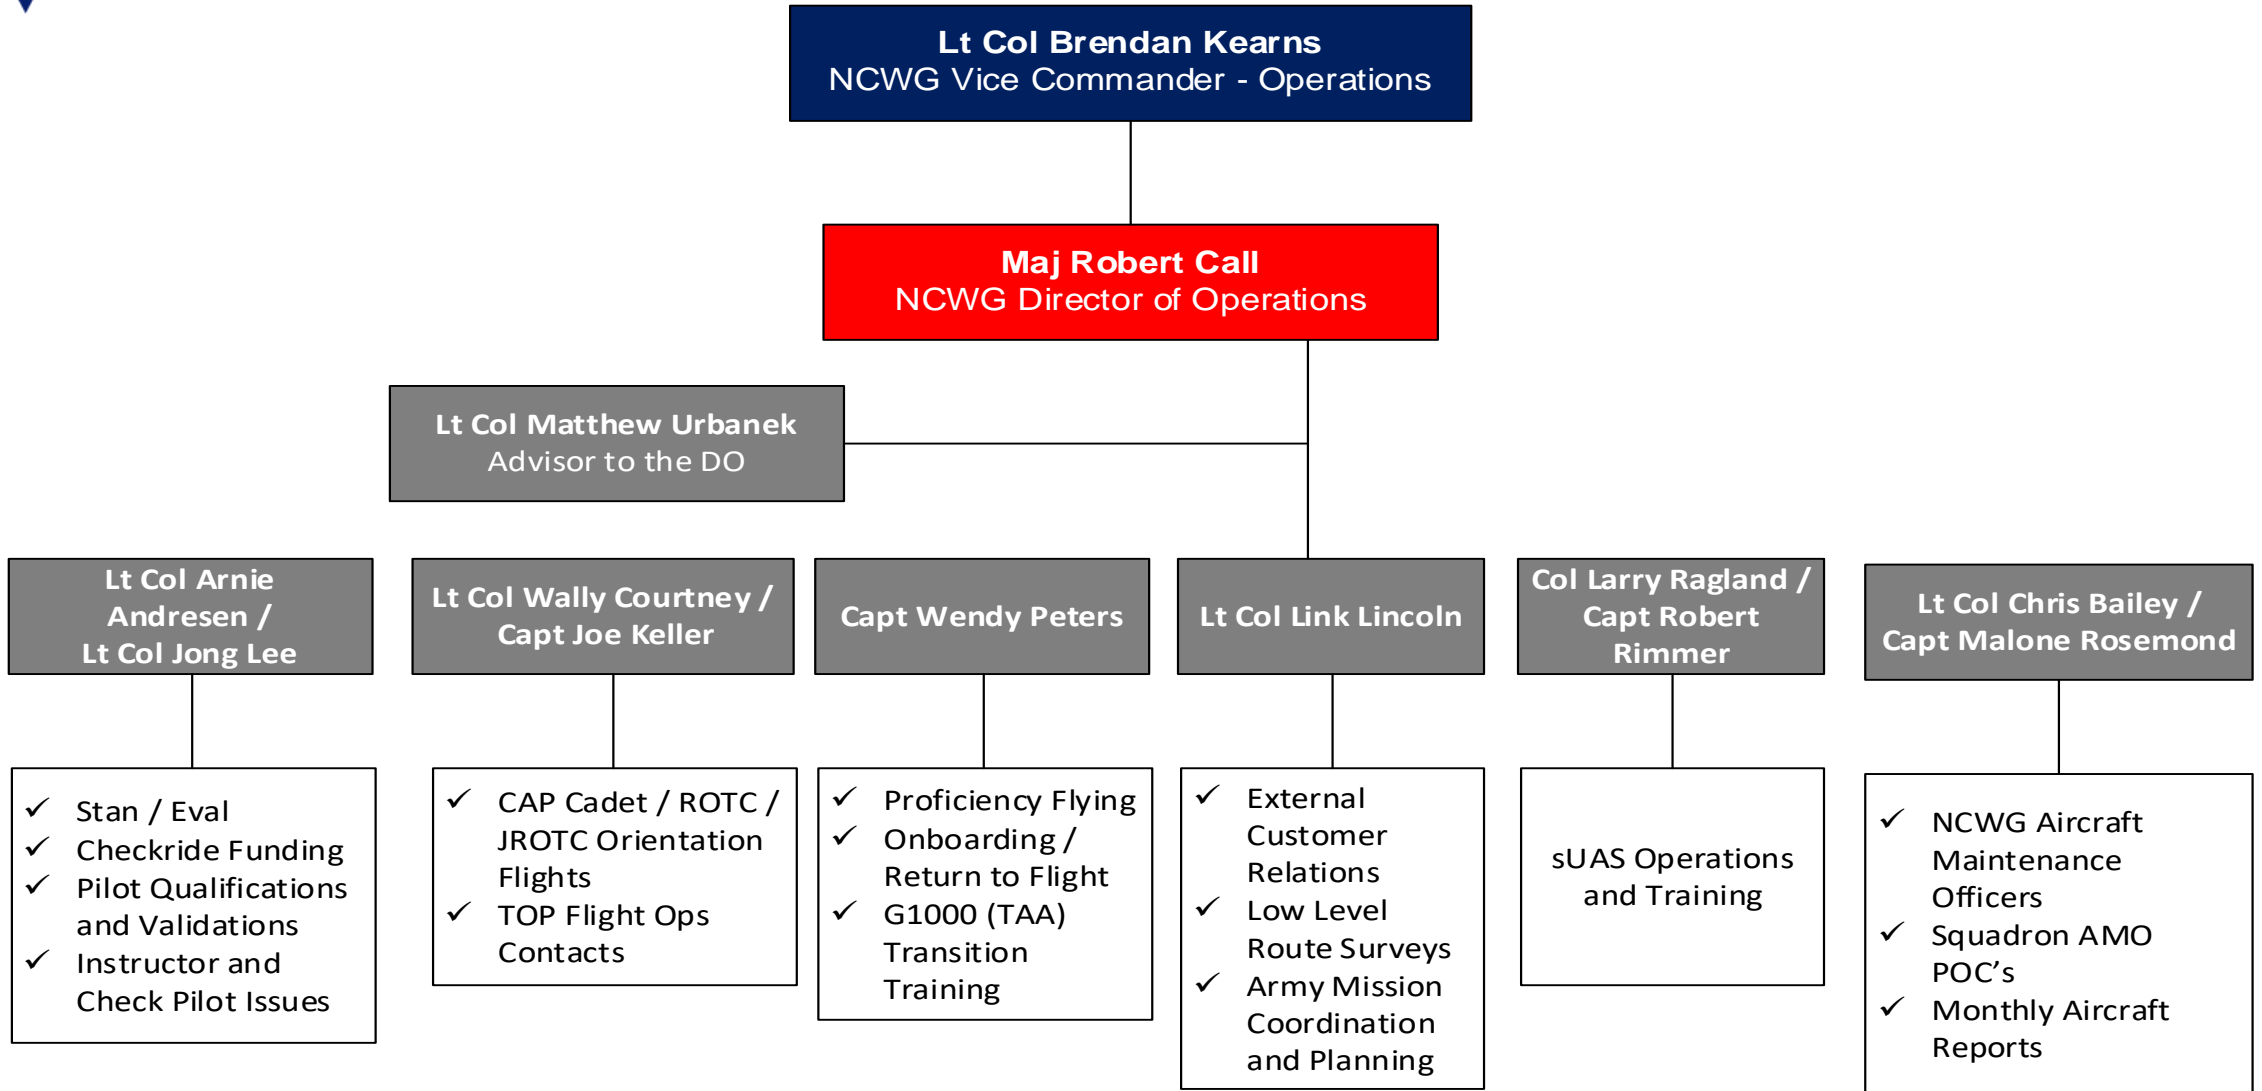 Lt Col Brendan Kearns
NCWG Vice Commander - Operations
Maj Robert Call
NCWG Director of Operations
Lt Col Matthew Urbanek
Advisor to the DO
Lt Col Arnie
Andresen /
Lt Col Jong Lee
Lt Col Wally Courtney /
Capt Joe Keller
Capt Wendy Peters
Lt Col Link Lincoln
Col Larry Ragland /
Capt Robert
Rimmer
Lt Col Chris Bailey /
Capt Malone Rosemond
✓ Stan / Eval
✓ Checkride Funding
✓ Pilot Qualifications
and Validations
✓ Instructor and
Check Pilot Issues
✓ CAP Cadet / ROTC /
JROTC Orientation
Flights
✓ TOP Flight Ops
Contacts
✓ Proficiency Flying
✓ Onboarding /
Return to Flight
✓ G1000 (TAA)
Transition
Training
✓ External
Customer
Relations
✓ Low Level
Route Surveys
✓ Army Mission
Coordination
and Planning
sUAS Operations
and Training
✓ NCWG Aircraft
Maintenance
Officers
✓ Squadron AMO
POC’s
✓ Monthly Aircraft
Reports